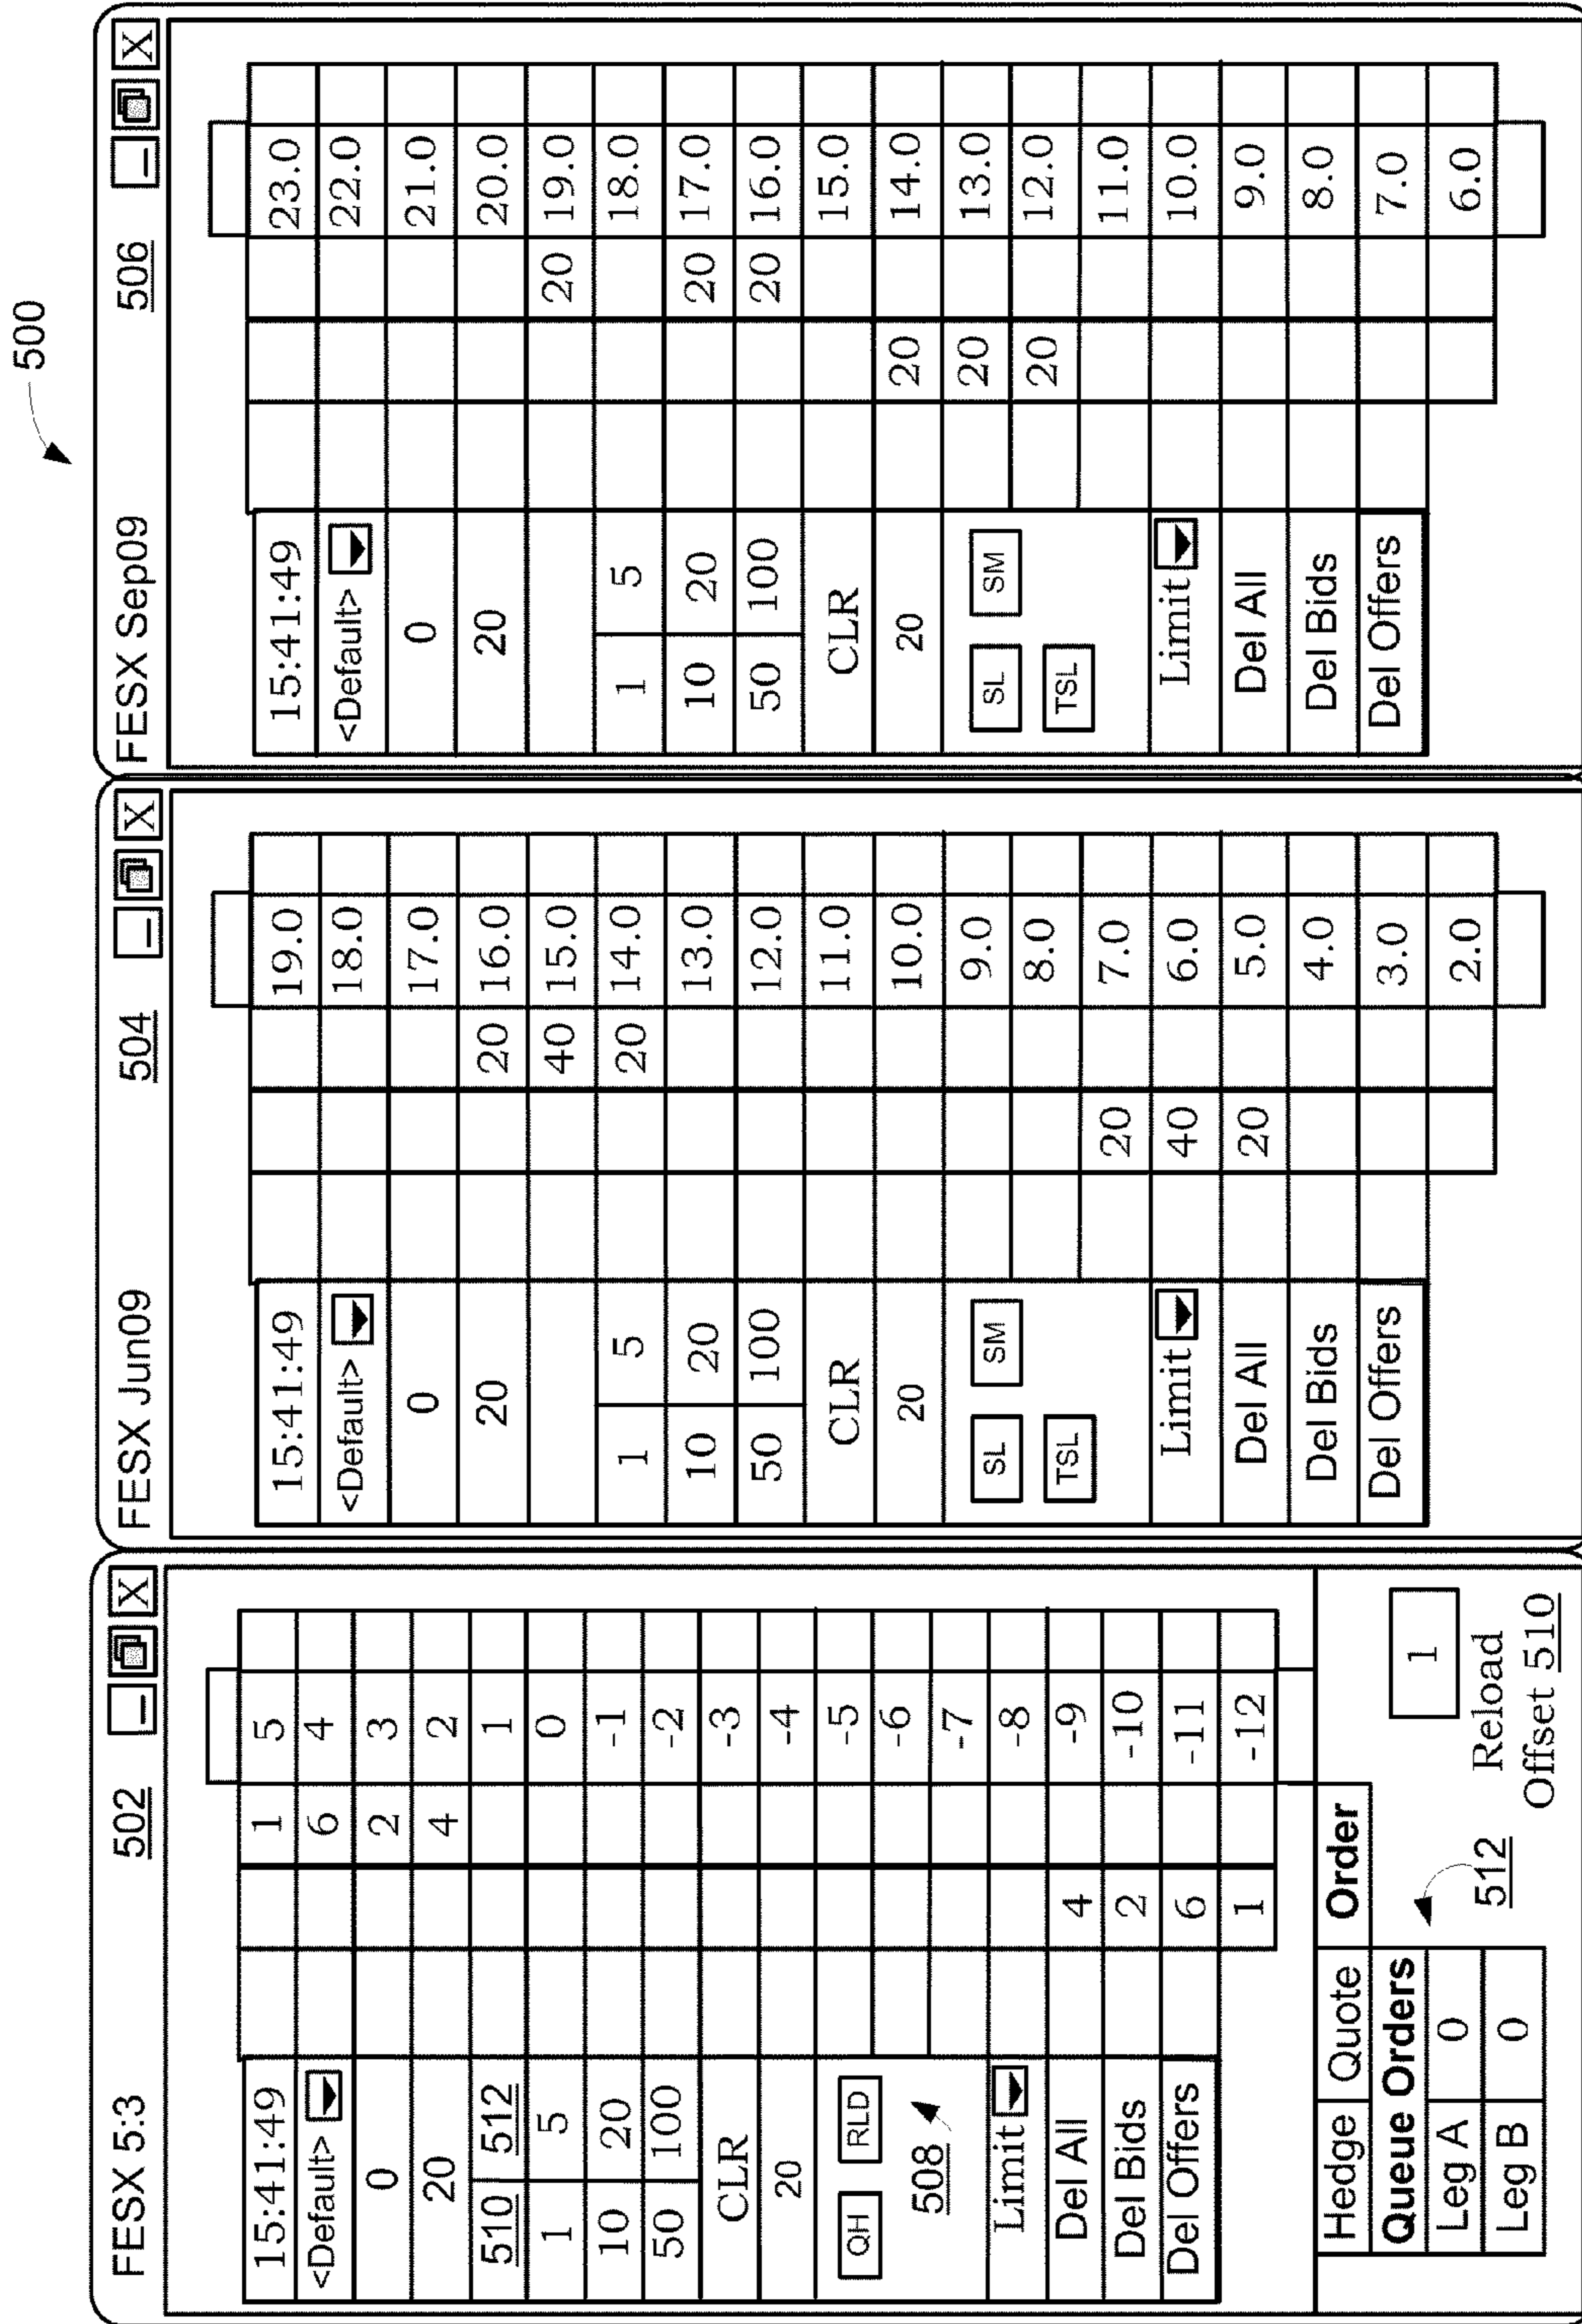 500
FESX 5:3 502 X
15:41:49 1 5
<Default> 6 4
0 2 3
20 4 2
510 512 1
1 5 0
10 20 -1
50 100 -2
CLR -3
20 -4
QH RLD -5
-6
508 -7
Limit -8
Del All 4 -9
Del Bids 2 -10
Del Offers 6 -11
1 -12
Hedge Quote Order
Queue Orders
Leg A 0
Leg B 0
512
1
Reload
Offset 510
FESX Jun09 504 X
15:41:49 19.0
<Default> 18.0
0 17.0
20 20 16.0
40 15.0
1 5 20 14.0
10 20 13.0
50 100 12.0
CLR 11.0
20 10.0
SL SM 9.0
TSL 8.0
20 7.0
Limit 40 6.0
Del All 20 5.0
Del Bids 4.0
Del Offers 3.0
2.0
FESX Sep09 506 X
15:41:49 23.0
<Default> 22.0
0 21.0
20 20.0
20 19.0
1 5 18.0
10 20 20 17.0
50 100 20 16.0
CLR 15.0
20 20 14.0
SL SM 20 13.0
TSL 20 12.0
11.0
Limit 10.0
Del All 9.0
Del Bids 8.0
Del Offers 7.0
6.0